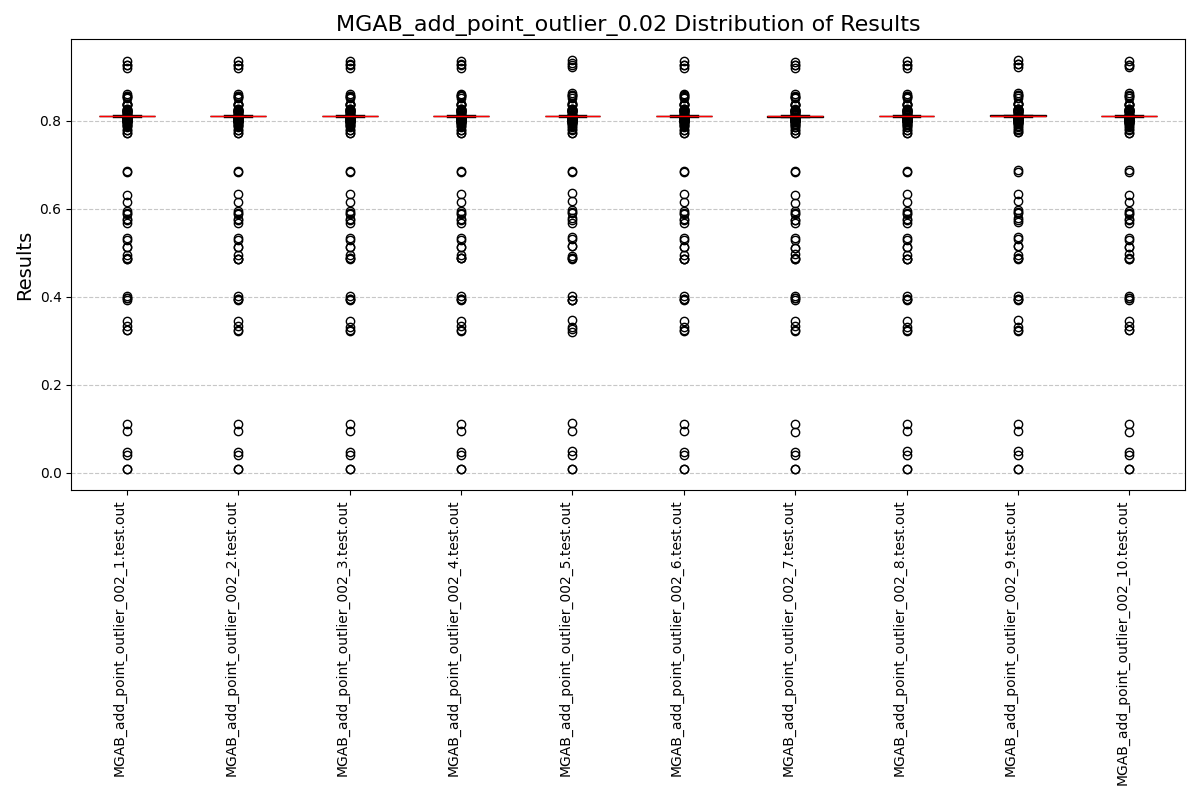 MGAB_add_point_outlier_0.02 Distribution of Results
Results
0.8
0.6
0.4
0.2
0.0
MGAB_add_point_outlier_002_1.test.out
MGAB_add_point_outlier_002_2.test.out
MGAB_add_point_outlier_002_3.test.out
MGAB_add_point_outlier_002_4.test.out
MGAB_add_point_outlier_002_5.test.out
MGAB_add_point_outlier_002_6.test.out
MGAB_add_point_outlier_002_7.test.out
MGAB_add_point_outlier_002_8.test.out
MGAB_add_point_outlier_002_9.test.out
MGAB_add_point_outlier_002_10.test.out